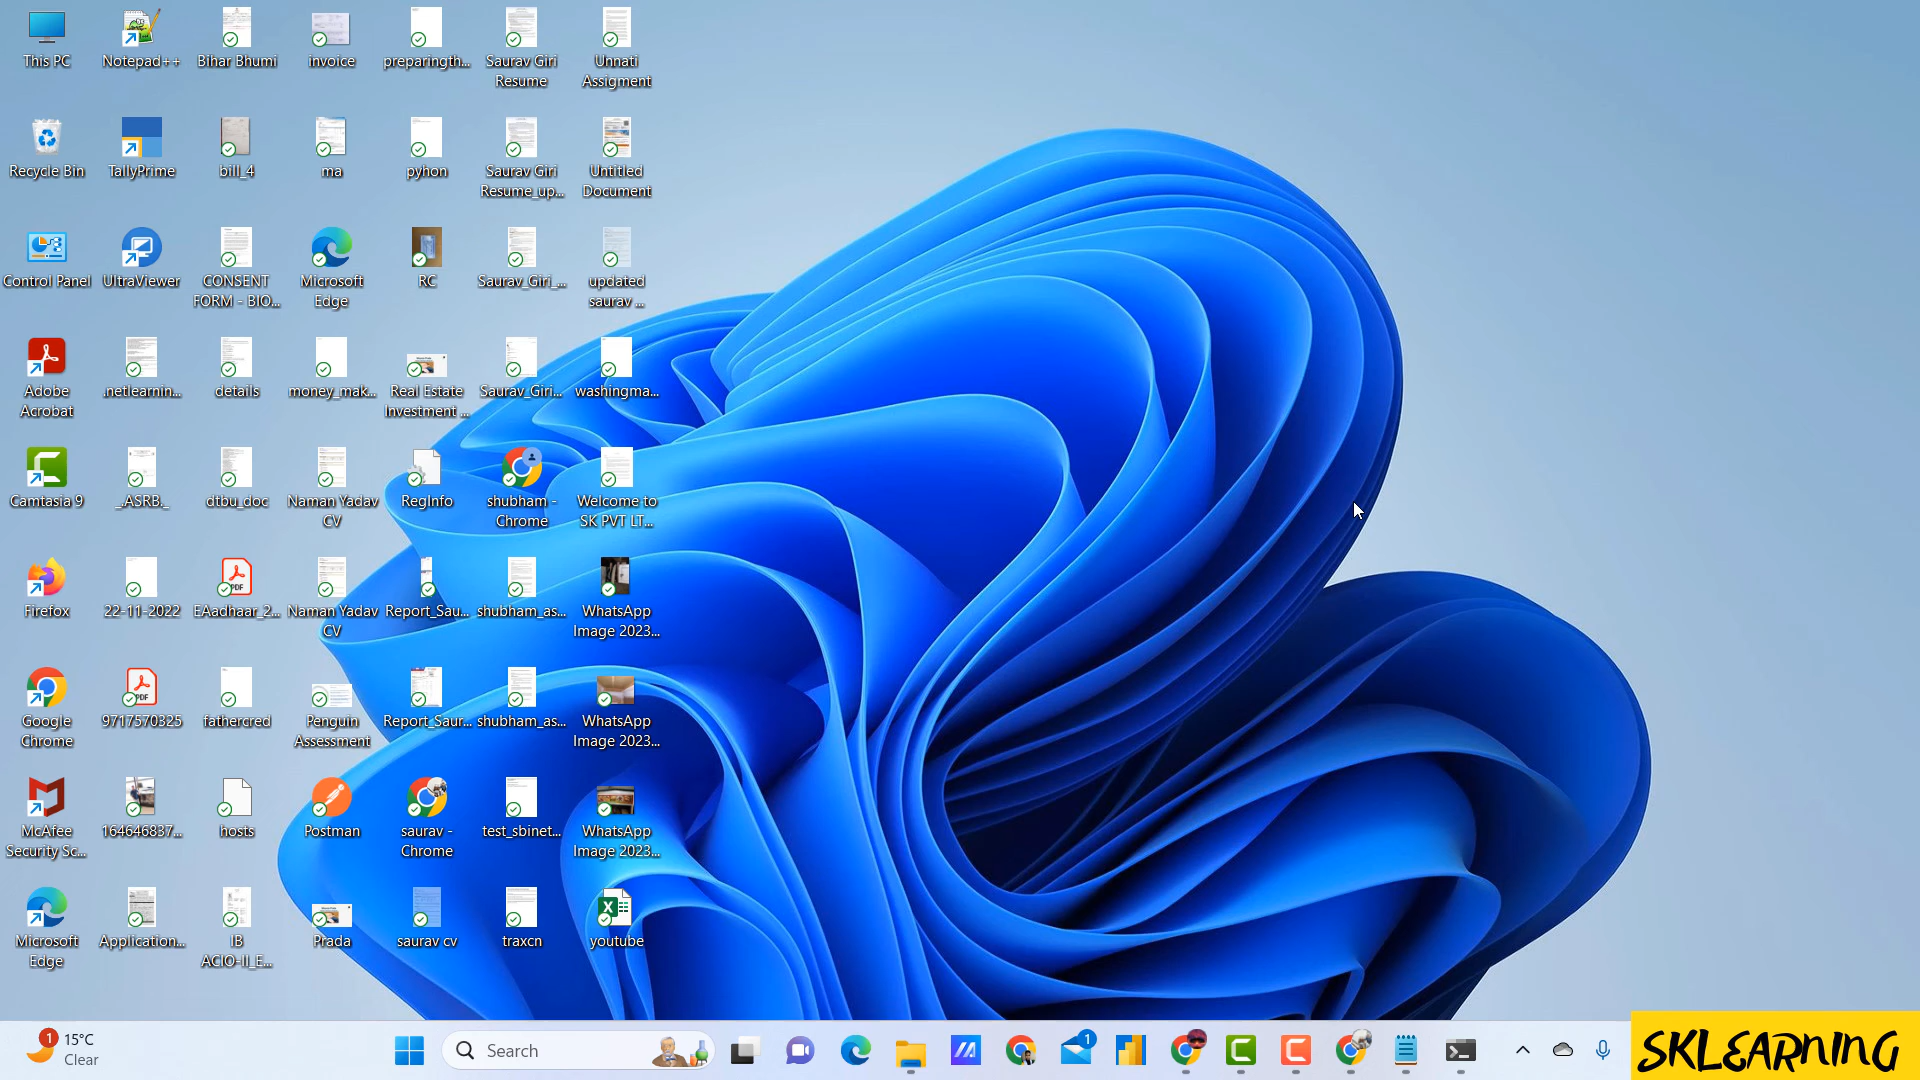 This PC
Notepad++
Bihar Bhumi
invoice
preparingth...
Saurav Giri
Resume
Unnati
Assigment
Recycle Bin
TallyPrime
bill_4
ma
pyhon
Saurav Giri
Resume_up...
Untitled
Document
Control Panel
UltraViewer
CONSENT
FORM - BIO...
Microsoft
Edge
RC
Saurav_Giri_...
updated
saurav ...
Adobe
Acrobat
.netlearnin...
details
money_mak...
Real Estate
Investment ...
Saurav_Giri...
washingma...
Camtasia 9
_.ASRB._
dtbu_doc
Naman Yadav
CV
RegInfo
shubham -
Chrome
Welcome to
SK PVT LT...
Firefox
22-11-2022
EAadhaar_2...
Naman Yadav
CV
Report_Sau...
shubham_as...
WhatsApp
Image 2023...
Google
Chrome
9717570325
fathercred
Penguin
Assessment
Report_Saur...
shubham_as...
WhatsApp
Image 2023...
McAfee
Security Sc...
164646837...
hosts
Postman
saurav -
Chrome
test_sbinet...
WhatsApp
Image 2023...
Microsoft
Edge
Application...
IB
ACIO-II_E...
Prada
saurav cv
traxcn
youtube
1
15°C
Clear
Search
1
SKLEARNING